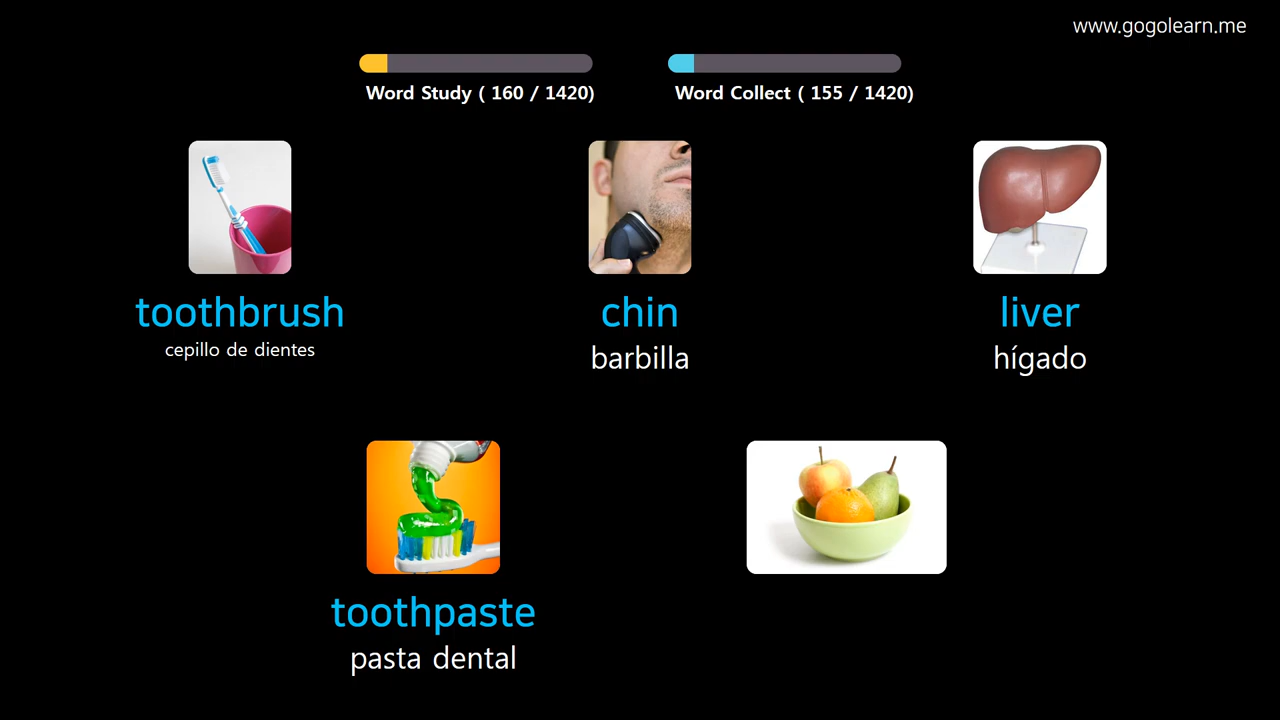 www.gogolearn.me
Word Study ( 160 / 1420)
Word Collect ( 155 / 1420)
toothbrush
cepillo de dientes
chin
barbilla
liver
hígado
toothpaste
pasta dental